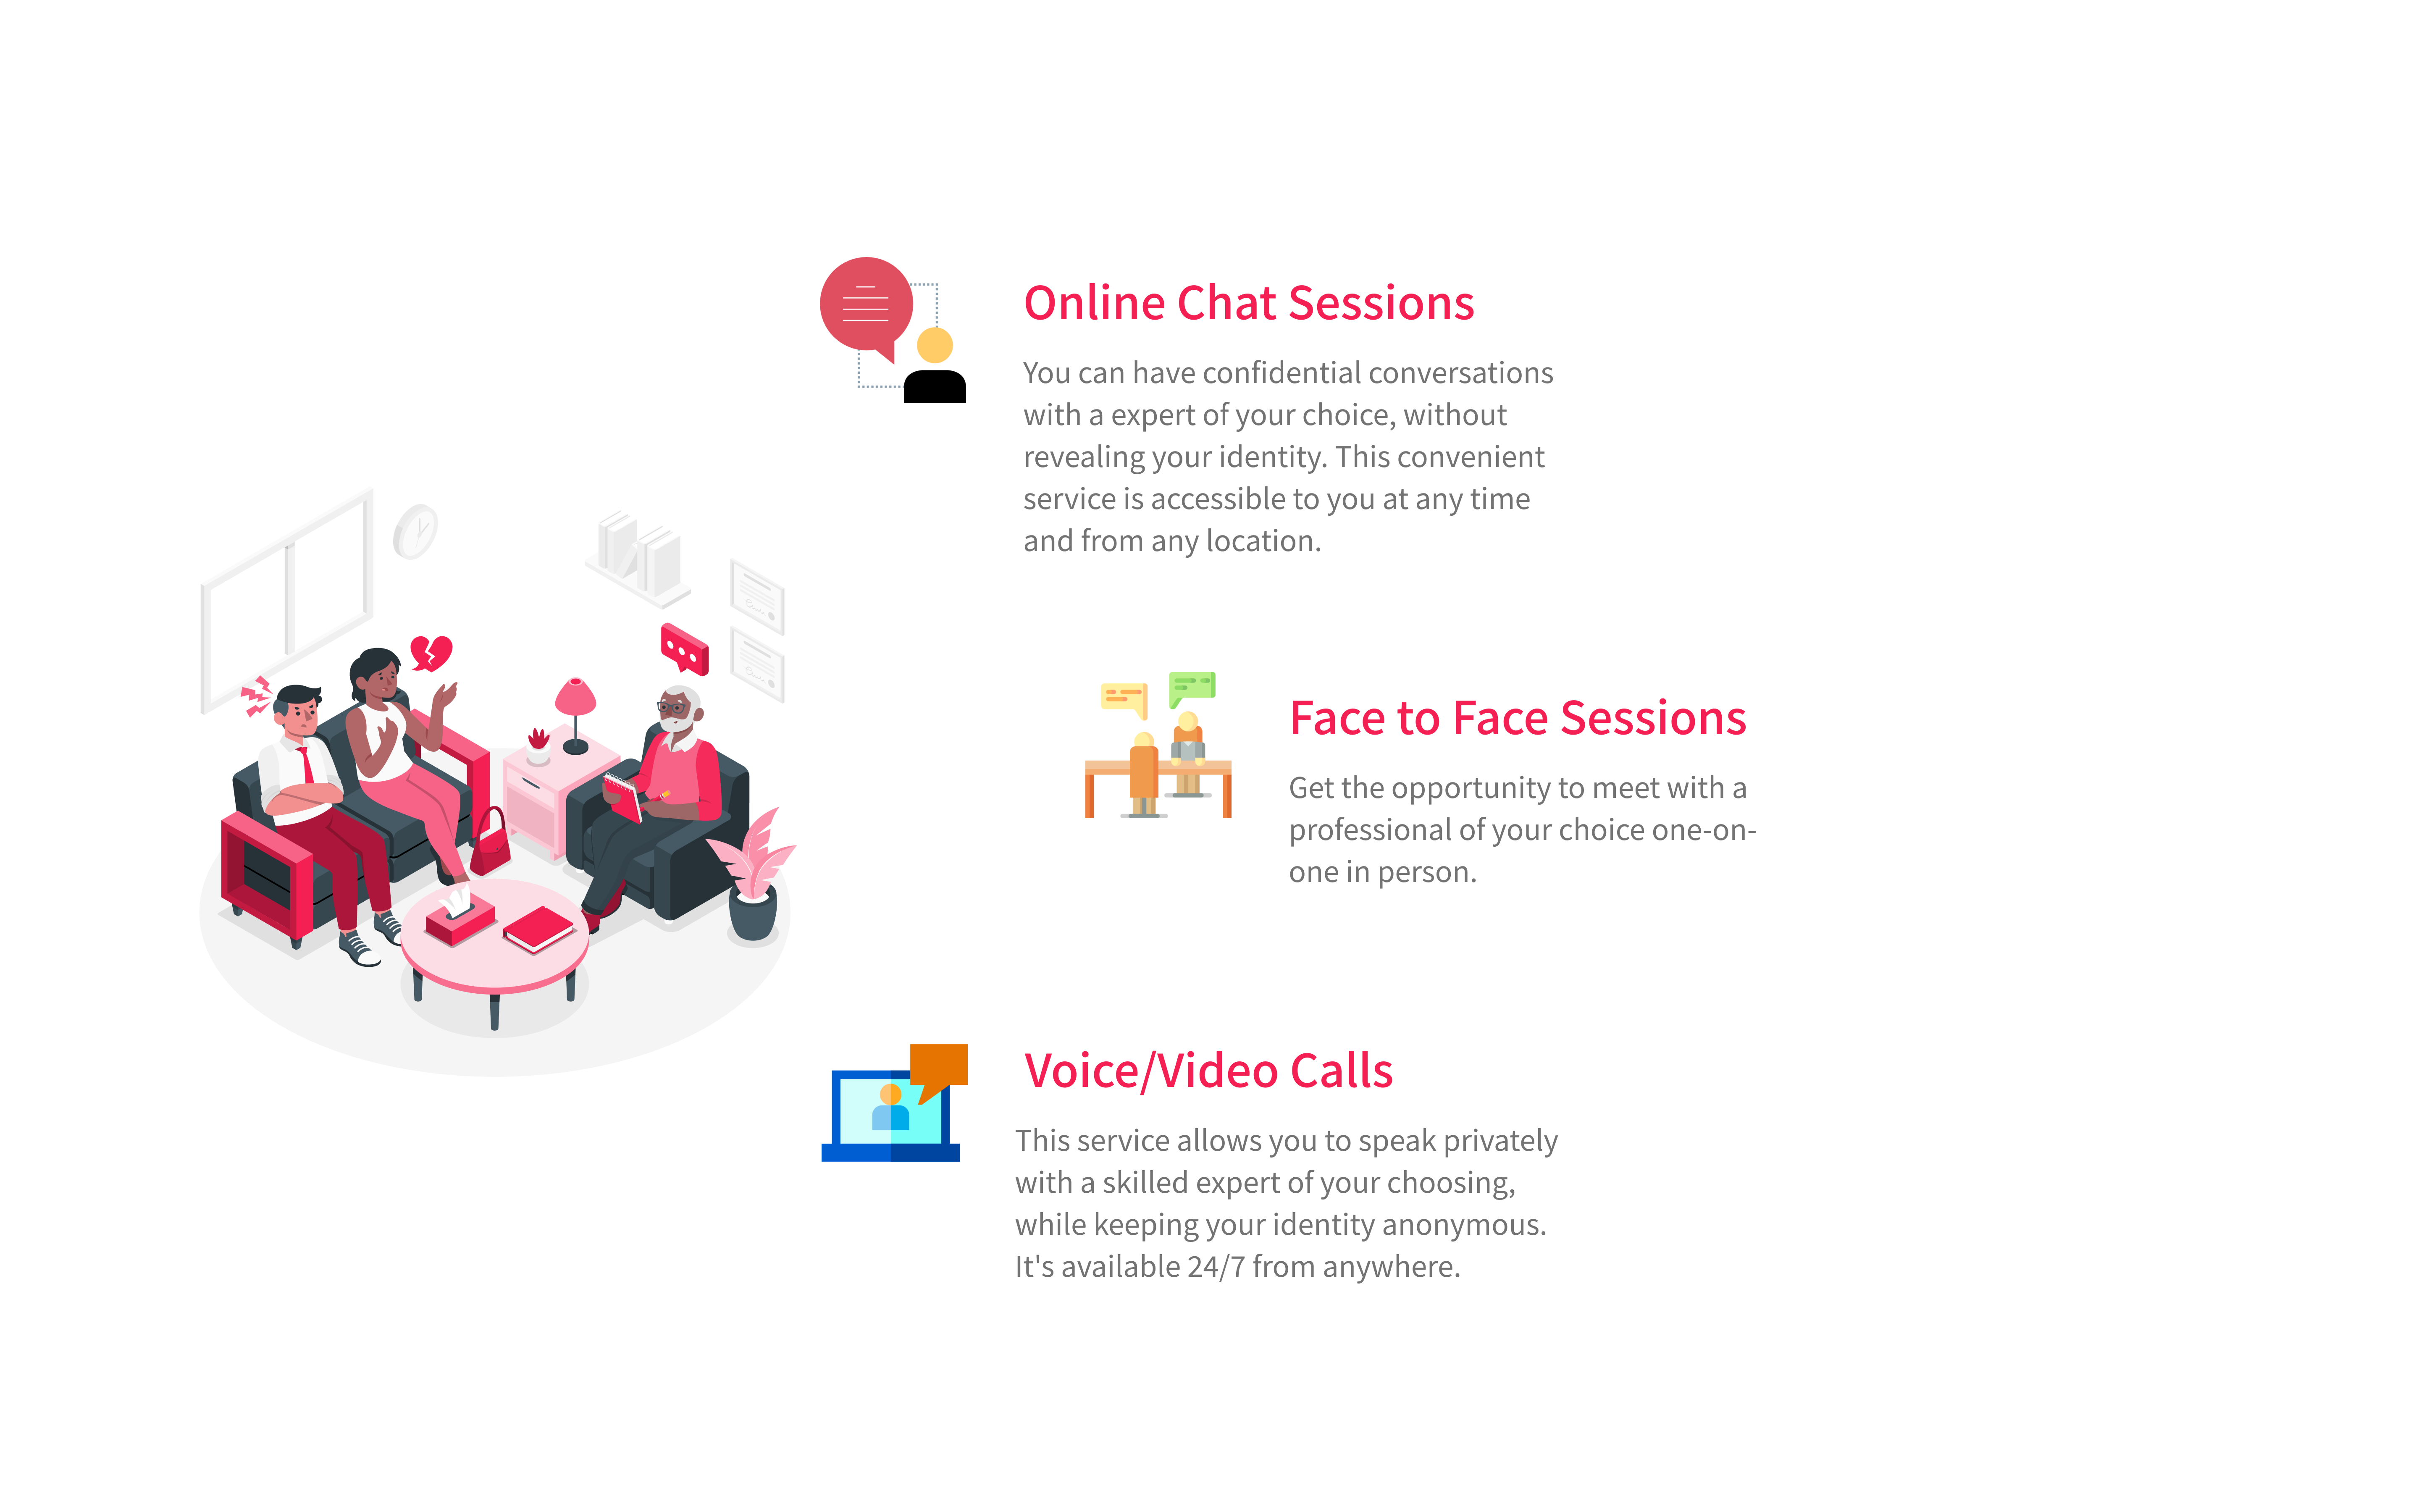 Online Chat Sessions
You can have confidential conversations
with a expert of your choice, without
revealing your identity. This convenient
service is accessible to you at any time
and from any location.
Face to Face Sessions
Get the opportunity to meet with a
professional of your choice one-on-
one in person.
Voice/Video Calls
This service allows you to speak privately
with a skilled expert of your choosing,
while keeping your identity anonymous.
It's available 24/7 from anywhere.